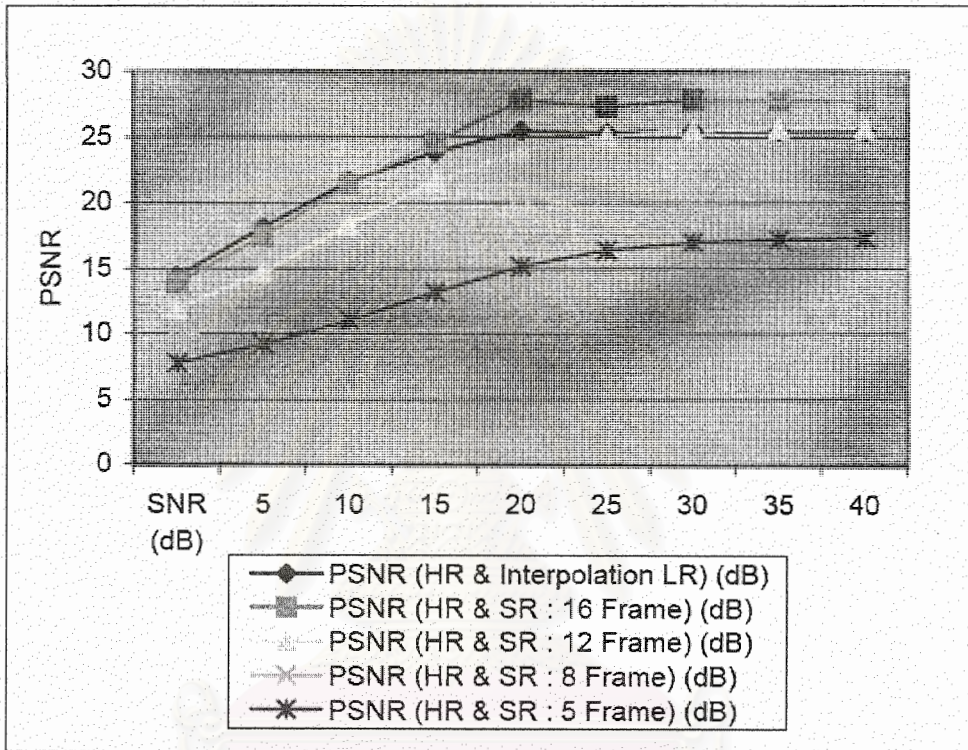 30
25
20
15
10
5
0
PSNR
SNR (dB) 5 10 15 20 25 30 35 40
PSNR (HR & Interpolation LR) (dB)
PSNR (HR & SR : 16 Frame) (dB)
PSNR (HR & SR : 12 Frame) (dB)
PSNR (HR & SR : 8 Frame) (dB)
PSNR (HR & SR : 5 Frame) (dB)